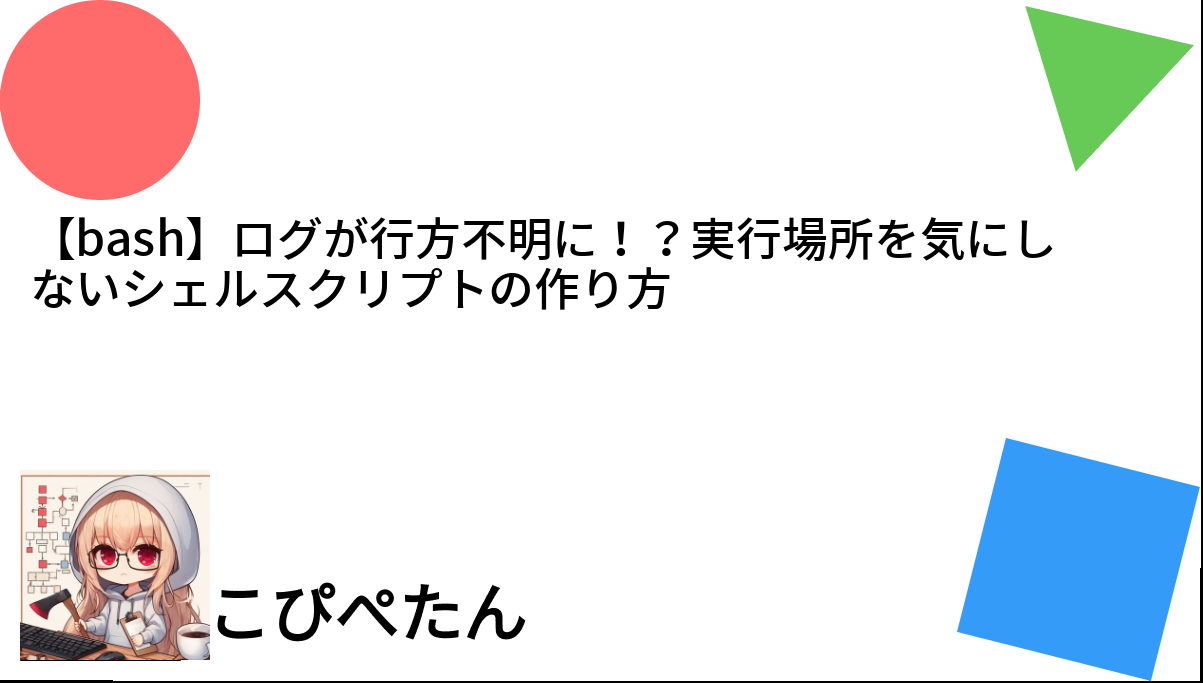 【bash】ログが行方不明に！？実行場所を気にし
ないシェルスクリプトの作り方
こぴぺたん